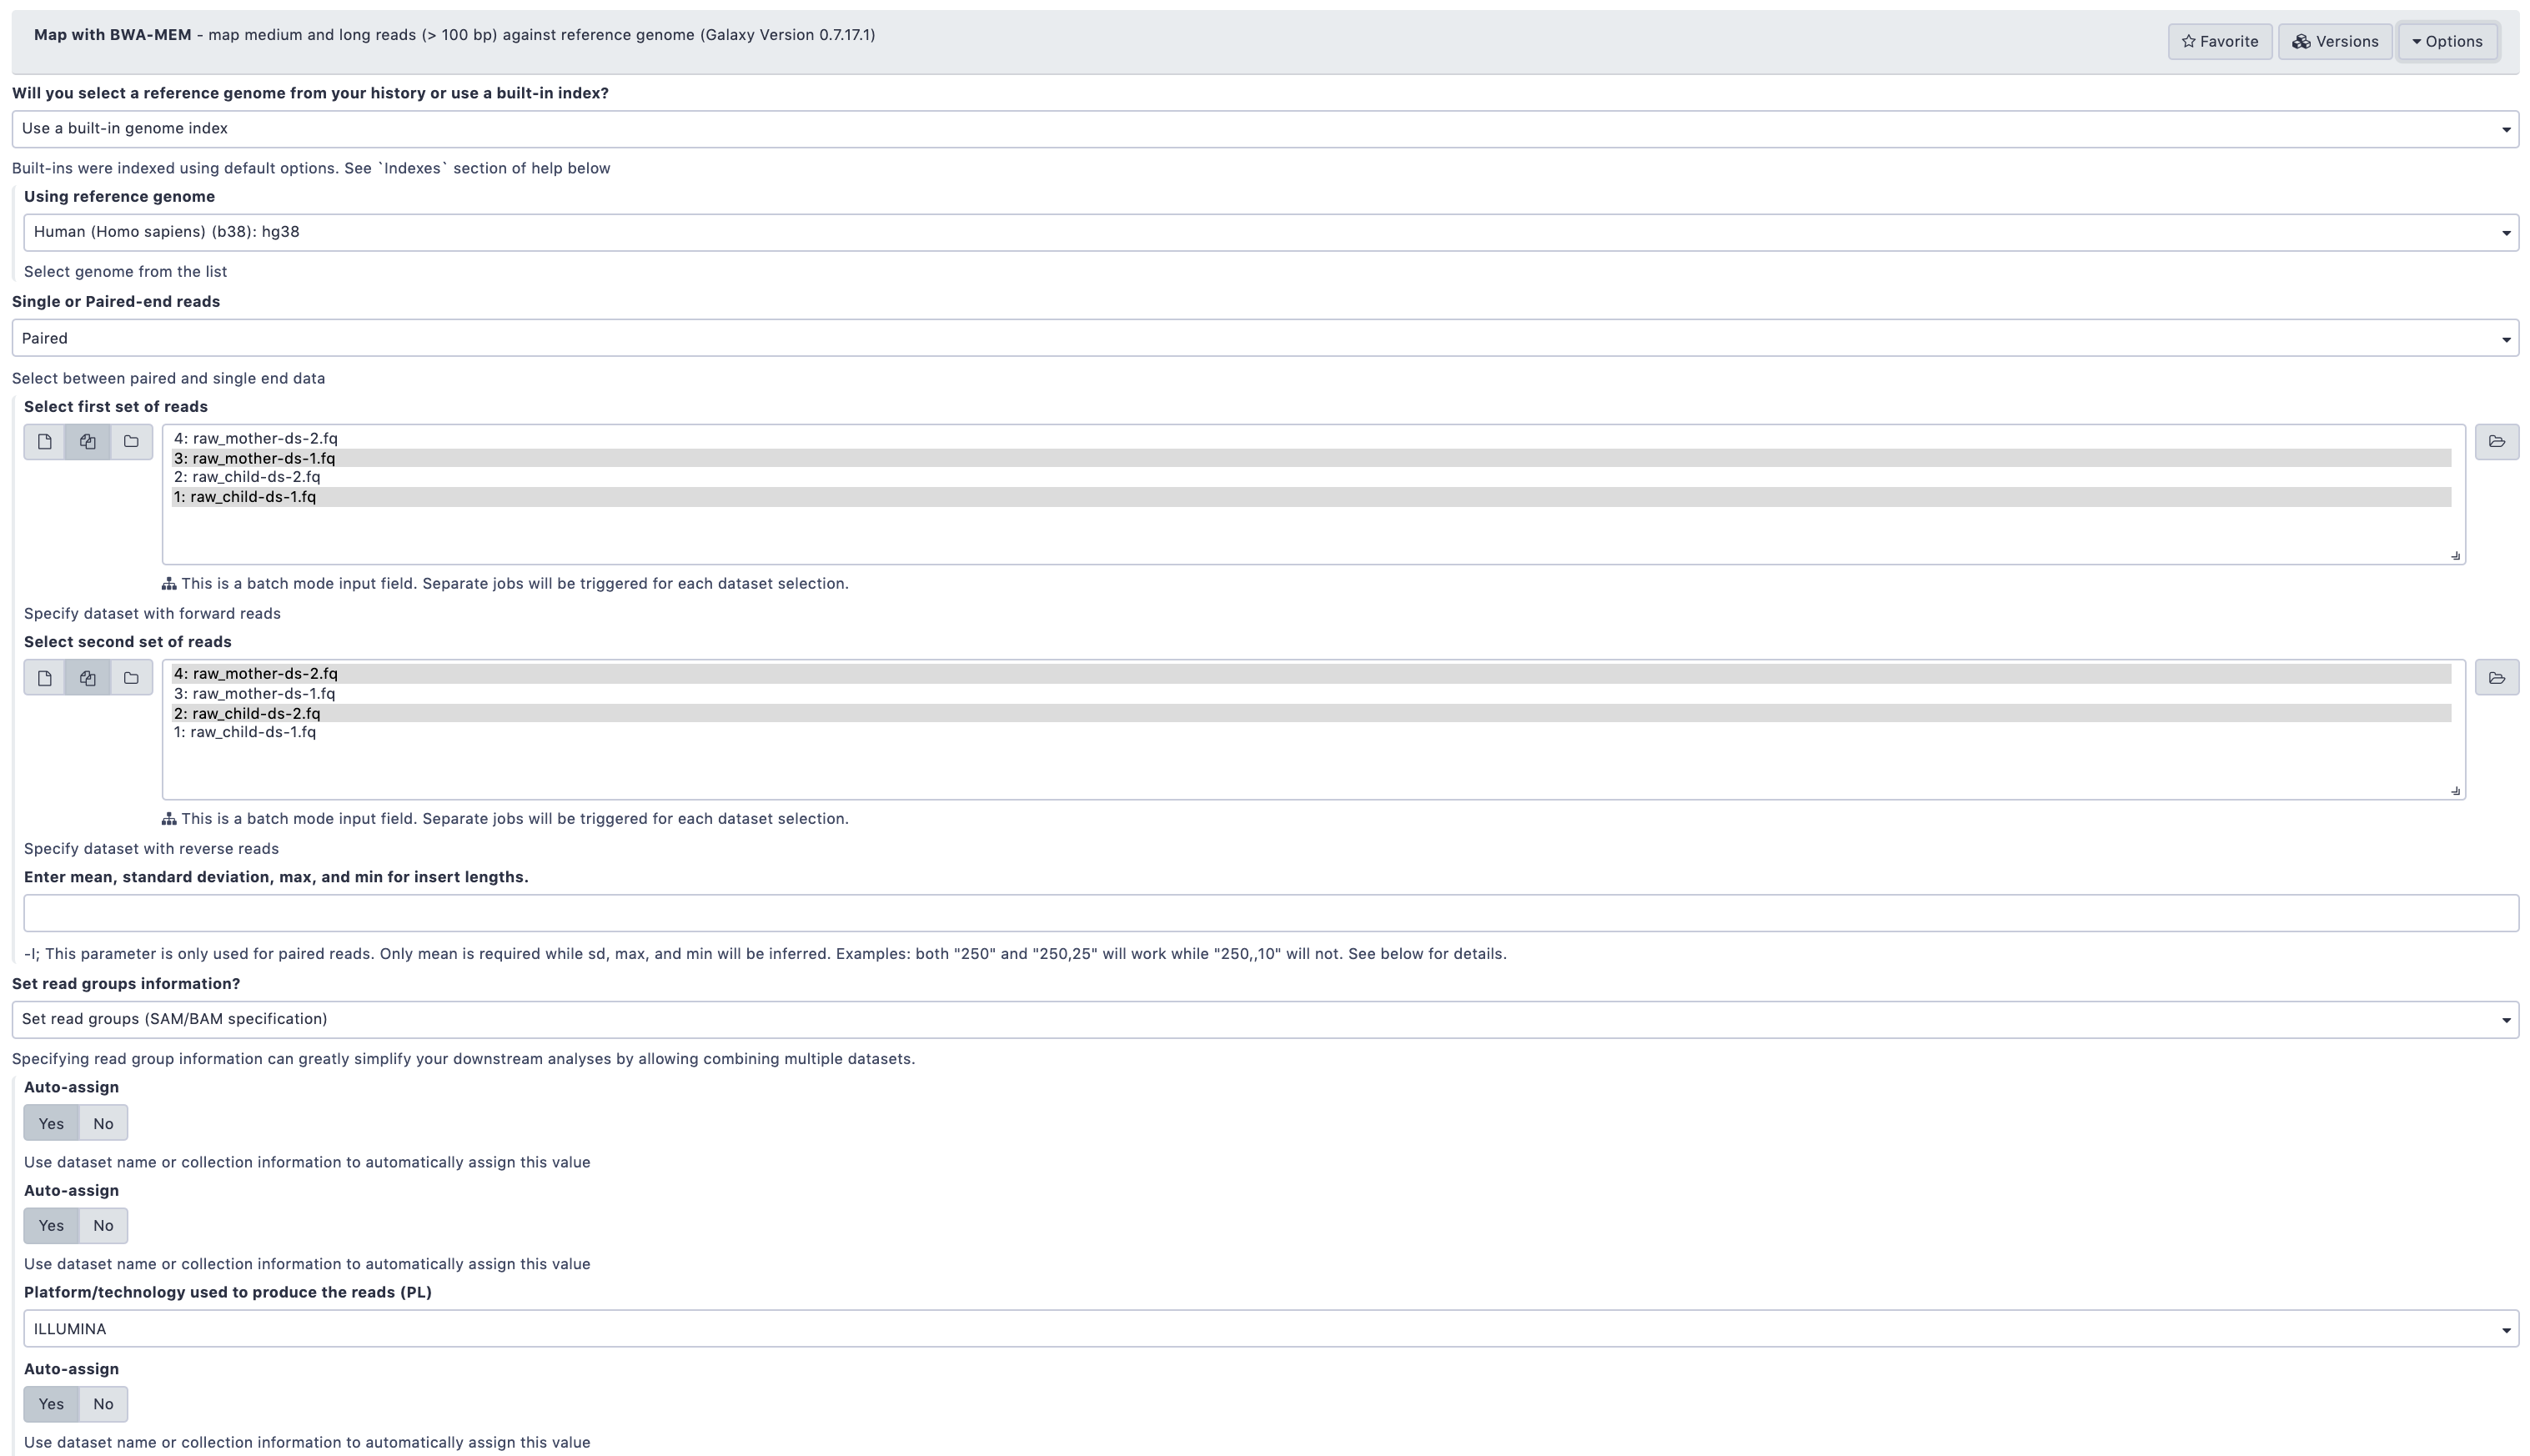 Map with BWA-MEM - map medium and long reads (> 100 bp) against reference genome (Galaxy Version 0.7.17.1)
Favorite
Versions
Options
Will you select a reference genome from your history or use a built-in index?
Use a built-in genome index
Built-ins were indexed using default options. See `Indexes` section of help below
Using reference genome
Human (Homo sapiens) (b38): hg38
Select genome from the list
Single or Paired-end reads
Paired
Select between paired and single end data
Select first set of reads
4: raw_mother-ds-2.fq
3: raw_mother-ds-1.fq
2: raw_child-ds-2.fq
1: raw_child-ds-1.fq
This is a batch mode input field. Separate jobs will be triggered for each dataset selection.
Specify dataset with forward reads
Select second set of reads
4: raw_mother-ds-2.fq
3: raw_mother-ds-1.fq
2: raw_child-ds-2.fq
1: raw_child-ds-1.fq
This is a batch mode input field. Separate jobs will be triggered for each dataset selection.
Specify dataset with reverse reads
Enter mean, standard deviation, max, and min for insert lengths.
-I; This parameter is only used for paired reads. Only mean is required while sd, max, and min will be inferred. Examples: both "250" and "250,25" will work while "250,,10" will not. See below for details.
Set read groups information?
Set read groups (SAM/BAM specification)
Specifying read group information can greatly simplify your downstream analyses by allowing combining multiple datasets.
Auto-assign
Yes No
Use dataset name or collection information to automatically assign this value
Auto-assign
Yes No
Use dataset name or collection information to automatically assign this value
Platform/technology used to produce the reads (PL)
ILLUMINA
Auto-assign
Yes No
Use dataset name or collection information to automatically assign this value